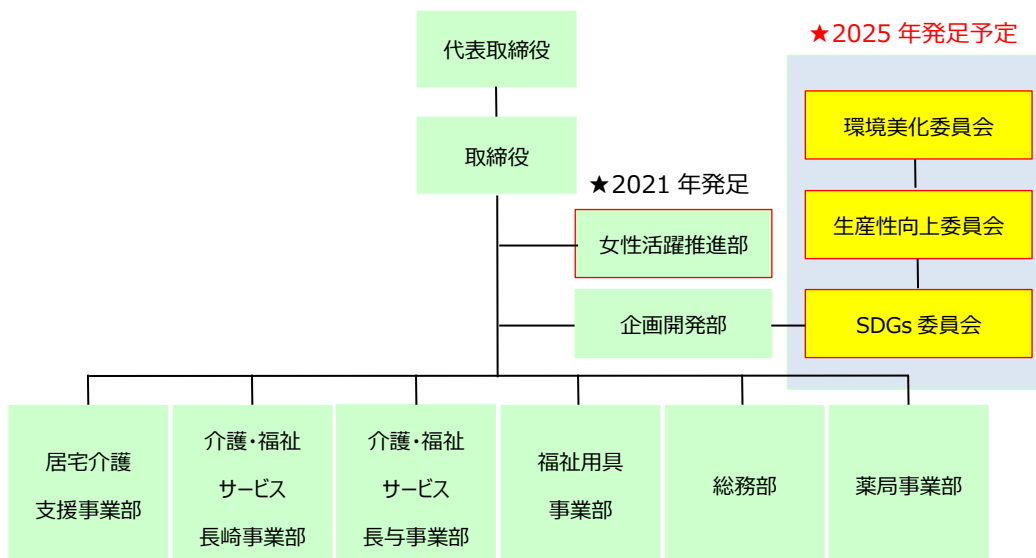 代表取締役
★2025 年発足予定
環境美化委員会
取締役
★2021 年発足
生産性向上委員会
女性活躍推進部
企画開発部
SDGs 委員会
居宅介護
支援事業部
介護・福祉
サービス
長崎事業部
介護・福祉
サービス
長与事業部
福祉用具
事業部
総務部
薬局事業部